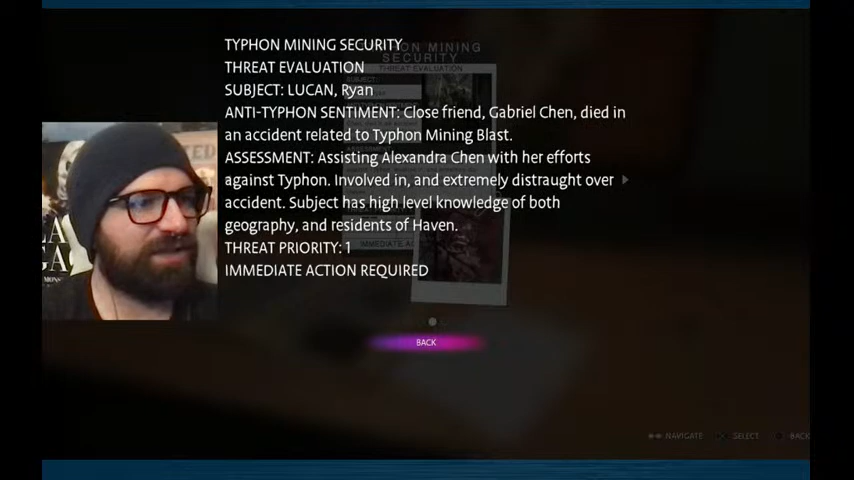 TYPHON MINING SECURITY
THREAT EVALUATION
SUBJECT: LUCAN, Ryan
ANTI-TYPHON SENTIMENT: Close friend, Gabriel Chen, died in
an accident related to Typhon Mining Blast.
ASSESSMENT: Assisting Alexandra Chen with her efforts
against Typhon. Involved in, and extremely distraught over
accident. Subject has high level knowledge of both
geography, and residents of Haven.
THREAT PRIORITY: 1
IMMEDIATE ACTION REQUIRED
BACK
NAVIGATE
SELECT
BACK